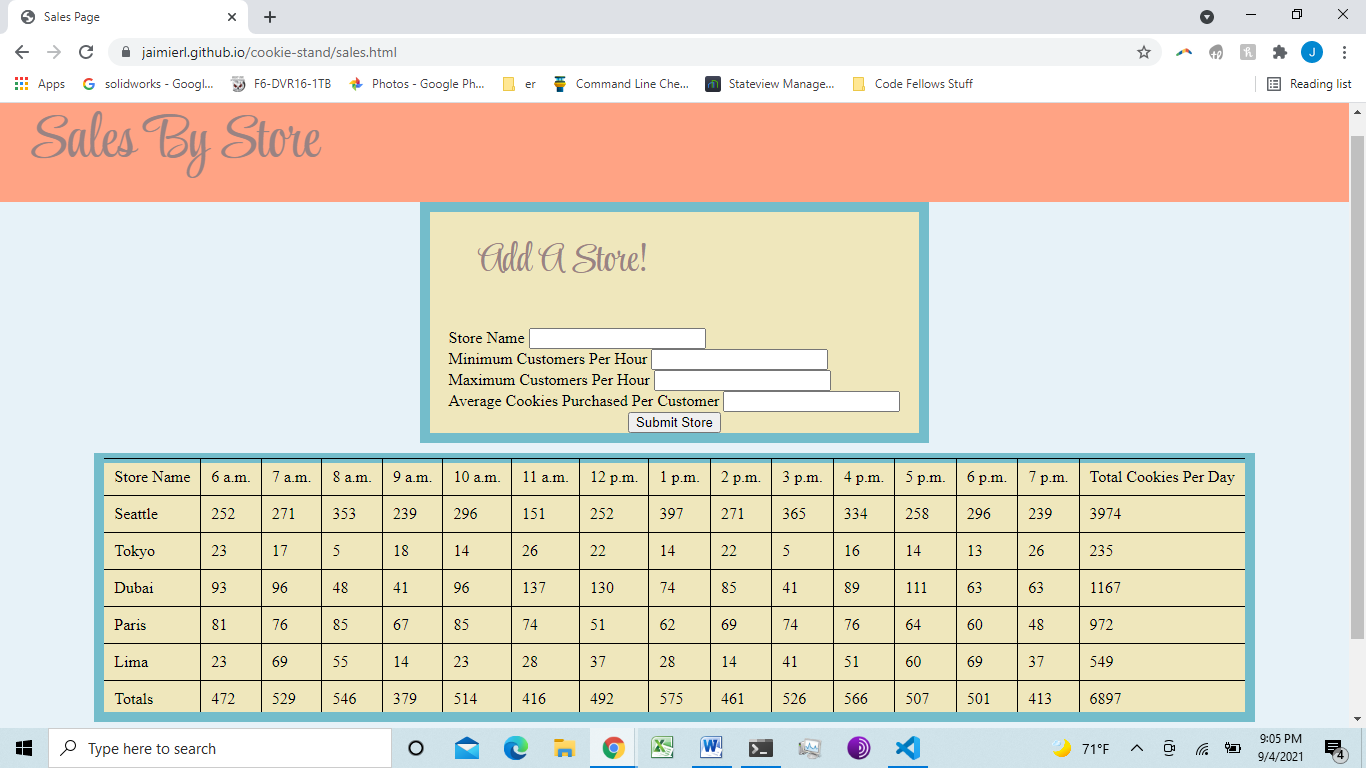 Sales Page
jaimierl.github.io/cookie-stand/sales.html
J
Apps solidworks - Googl... F6-DVR16-1TB Photos - Google Ph... er Command Line Che... Stateview Manage... Code Fellows Stuff Reading list
Sales By Store
Add A Store!
Store Name
Minimum Customers Per Hour
Maximum Customers Per Hour
Average Cookies Purchased Per Customer
Submit Store
Store Name 6 a.m. 7 a.m. 8 a.m. 9 a.m. 10 a.m. 11 a.m. 12 p.m. 1 p.m. 2 p.m. 3 p.m. 4 p.m. 5 p.m. 6 p.m. 7 p.m. Total Cookies Per Day
Seattle 252 271 353 239 296 151 252 397 271 365 334 258 296 239 3974
Tokyo 23 17 5 18 14 26 22 14 22 5 16 14 13 26 235
Dubai 93 96 48 41 96 137 130 74 85 41 89 111 63 63 1167
Paris 81 76 85 67 85 74 51 62 69 74 76 64 60 48 972
Lima 23 69 55 14 23 28 37 28 14 41 51 60 69 37 549
Totals 472 529 546 379 514 416 492 575 461 526 566 507 501 413 6897
Type here to search
71°F
9:05 PM
9/4/2021
4